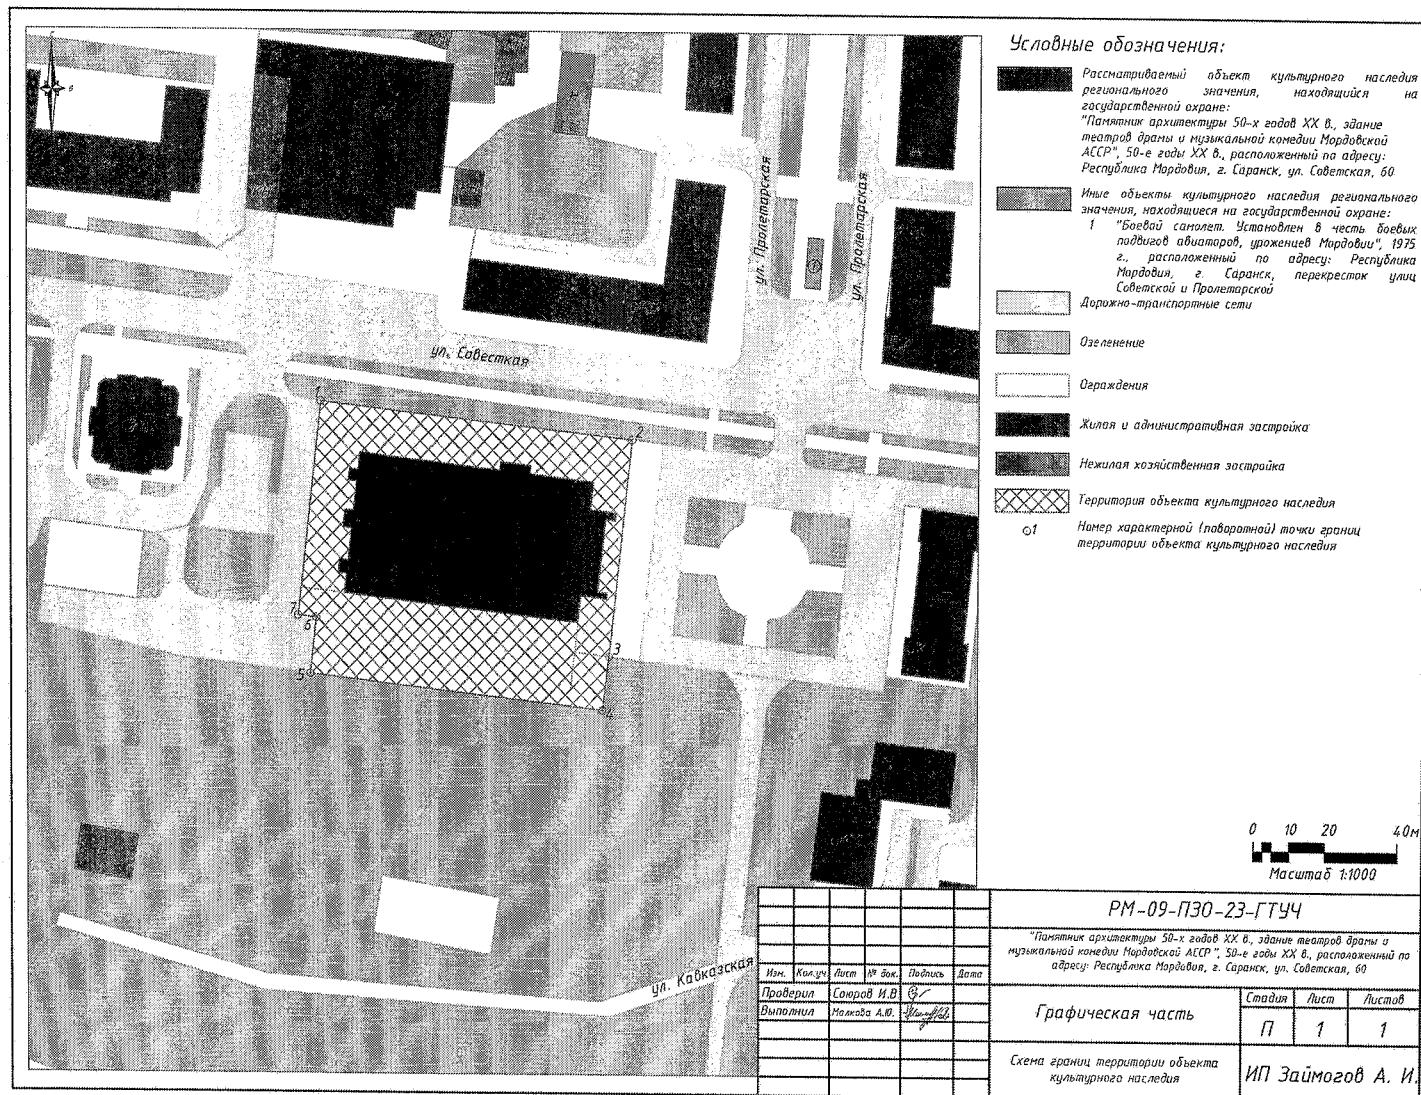 Условные обозначения:
Рассматриваемый объект культурного наследия
регионального значения, находящийся на
государственной охране:
"Памятник архитектуры 50-х годов XX в., здание
театров драмы и музыкальной комедии Мордовской
АССР", 50-е годы XX в., расположенный по адресу:
Республика Мордовия, г. Саранск, ул. Советская, 60.
Иные объекты культурного наследия регионального
значения, находящиеся на государственной охране:
1 "Боевой самолет. Установлен в честь боевых
подвигов авиаторов, уроженцев Мордовии", 1975
г., расположенный по адресу: Республика
Мордовия, г. Саранск, перекресток улиц
Советской и Пролетарской
Дорожно-транспортные сети
Озеленение
Ограждения
Жилая и административная застройка
Нежилая хозяйственная застройка
Территория объекта культурного наследия
1 Номер характерной (поворотной) точки границ
территории объекта культурного наследия
С
В
ул. Пролетарская
ул. Пролетарская
1
ул. Совесткая
1
2
3
4
5
6
7
ул. Кавказская
0 10 20 40м
Масштаб 1:1000
РМ-09-ПЗО-23-ГТУЧ
"Памятник архитектуры 50-х годов XX в., здание театров драмы и
музыкальной комедии Мордовской АССР", 50-е годы XX в., расположенный по
адресу: Республика Мордовия, г. Саранск, ул. Советская, 60
Изм. Кол.уч Лист № док. Подпись Дата
Проверил Сояров И.В
Выполнил Малкова А.Ю.
Графическая часть
Стадия Лист Листов
П 1 1
Схема границ территории объекта
культурного наследия
ИП Займогов А. И.